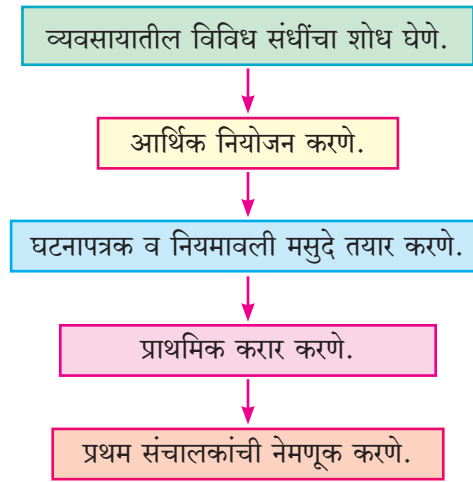 व्यवसायातील विविध संधींचा शोध घेणे.
आर्थिक नियोजन करणे.
घटनापत्रक व नियमावली मसुदे तयार करणे.
प्राथमिक करार करणे.
प्रथम संचालकांची नेमणूक करणे.